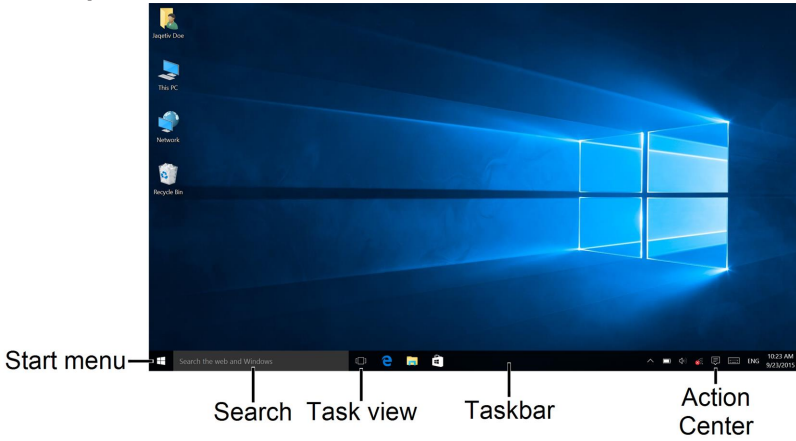 Jaqetiv Doe
This PC
Network
Recycle Bin
Start menu
Search the web and Windows
ENG
10:23 AM
9/23/2015
Search
Task view
Taskbar
Action
Center